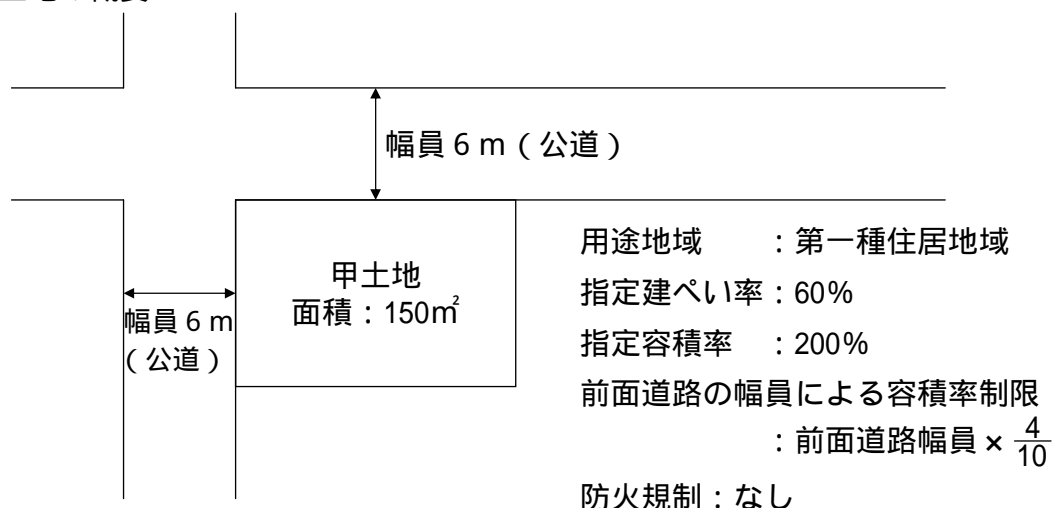 幅員6m(公道)
甲土地
面積:150㎡
幅員6m
(公道)
用途地域 :第一種住居地域
指定建ぺい率:60%
指定容積率 :200%
前面道路の幅員による容積率制限
:前面道路幅員×4/10
防火規制:なし